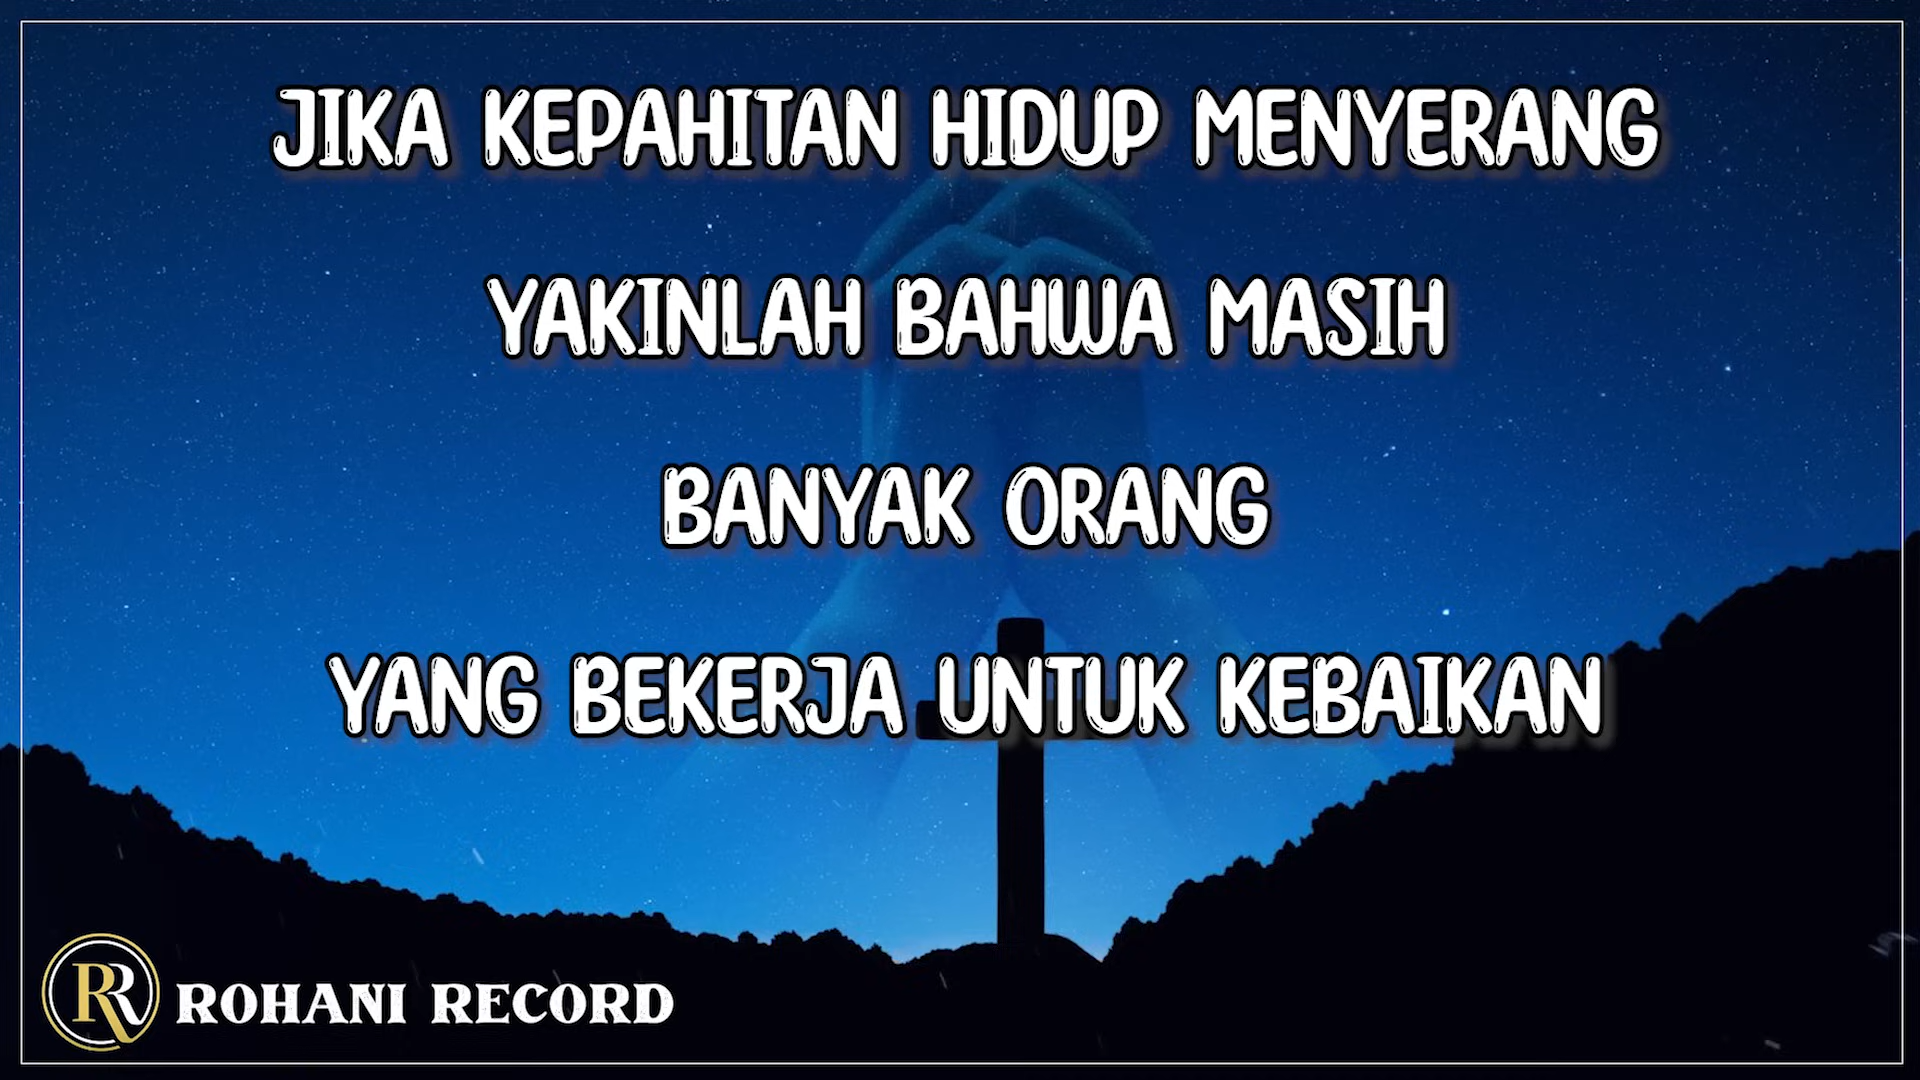 JIKA KEPAHITAN HIDUP MENYERANG
YAKINLAH BAHWA MASIH
BANYAK ORANG
YANG BEKERJA UNTUK KEBAIKAN
RR ROHANI RECORD